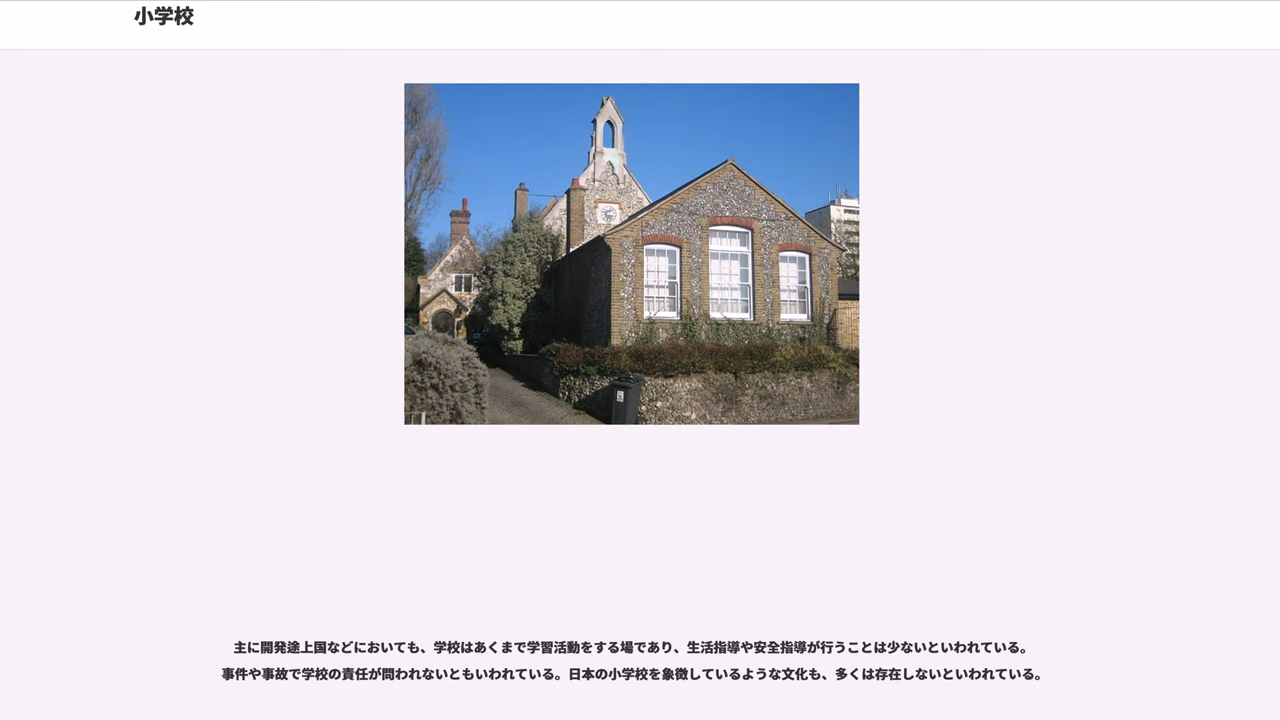 小学校
主に開発途上国などにおいても、学校はあくまで学習活動をする場であり、生活指導や安全指導が行うことは少ないといわれている。
事件や事故で学校の責任が問われないともいわれている。日本の小学校を象徴しているような文化も、多くは存在しないといわれている。